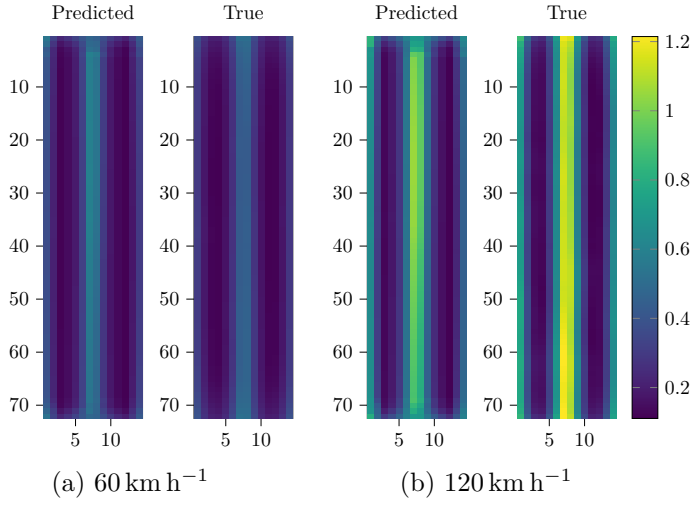 Predicted True Predicted True
10 10 10 10 1.2
20 20 20 20 1
30 30 30 30 0.8
40 40 40 40 0.6
50 50 50 50 0.4
60 60 60 60 0.2
70 70 70 70
5 10 5 10 5 10 5 10
(a) 60 km h⁻¹ (b) 120 km h⁻¹